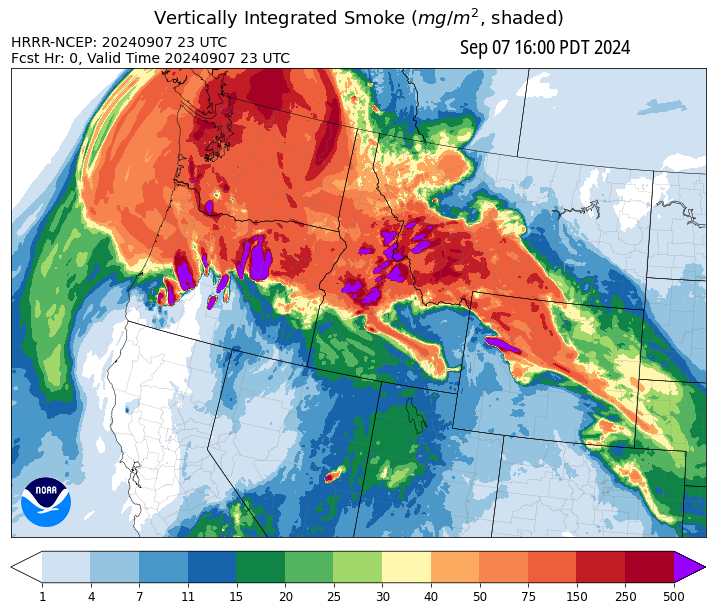 Vertically Integrated Smoke (mg/m², shaded)
HRRR-NCEP: 20240907 23 UTC
Fcst Hr: 0, Valid Time 20240907 23 UTC
Sep 07 16:00 PDT 2024
NOAA
1 4 7 11 15 20 25 30 40 50 75 150 250 500